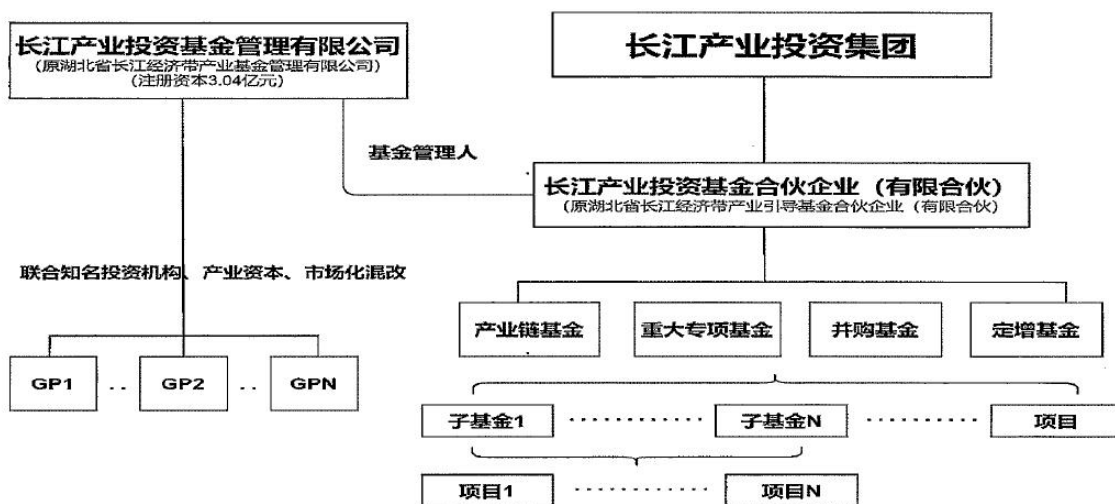 长江产业投资基金管理有限公司
(原湖北省长江经济带产业基金管理有限公司)
(注册资本3.04亿元)
长江产业投资集团
基金管理人
长江产业投资基金合伙企业（有限合伙）
(原湖北省长江经济带产业引导基金合伙企业（有限合伙)
联合知名投资机构、产业资本、市场化混改
产业链基金
重大专项基金
并购基金
定增基金
GP1 .. GP2 .. GPN
子基金1 ········ 子基金N ········ 项目
项目1 ········ 项目N